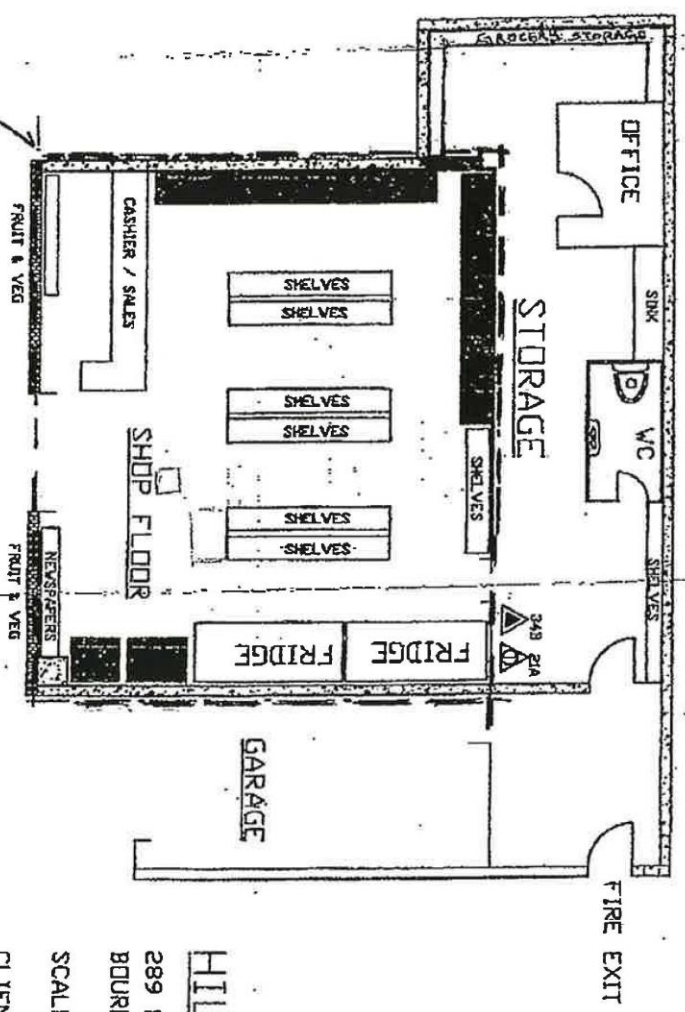 GROCERY STORAGE
OFFICE
SINK
WC
STORAGE
SHELVES
SHELVES
34B
21A
FIRE EXIT
CASHIER / SALES
SHELVES
SHELVES
SHELVES
SHELVES
SHELVES
SHELVES
SHOP FLOOR
FRIDGE
FRIDGE
NEWSPAPERS
FRUIT & VEG
FRUIT & VEG
GARAGE
289